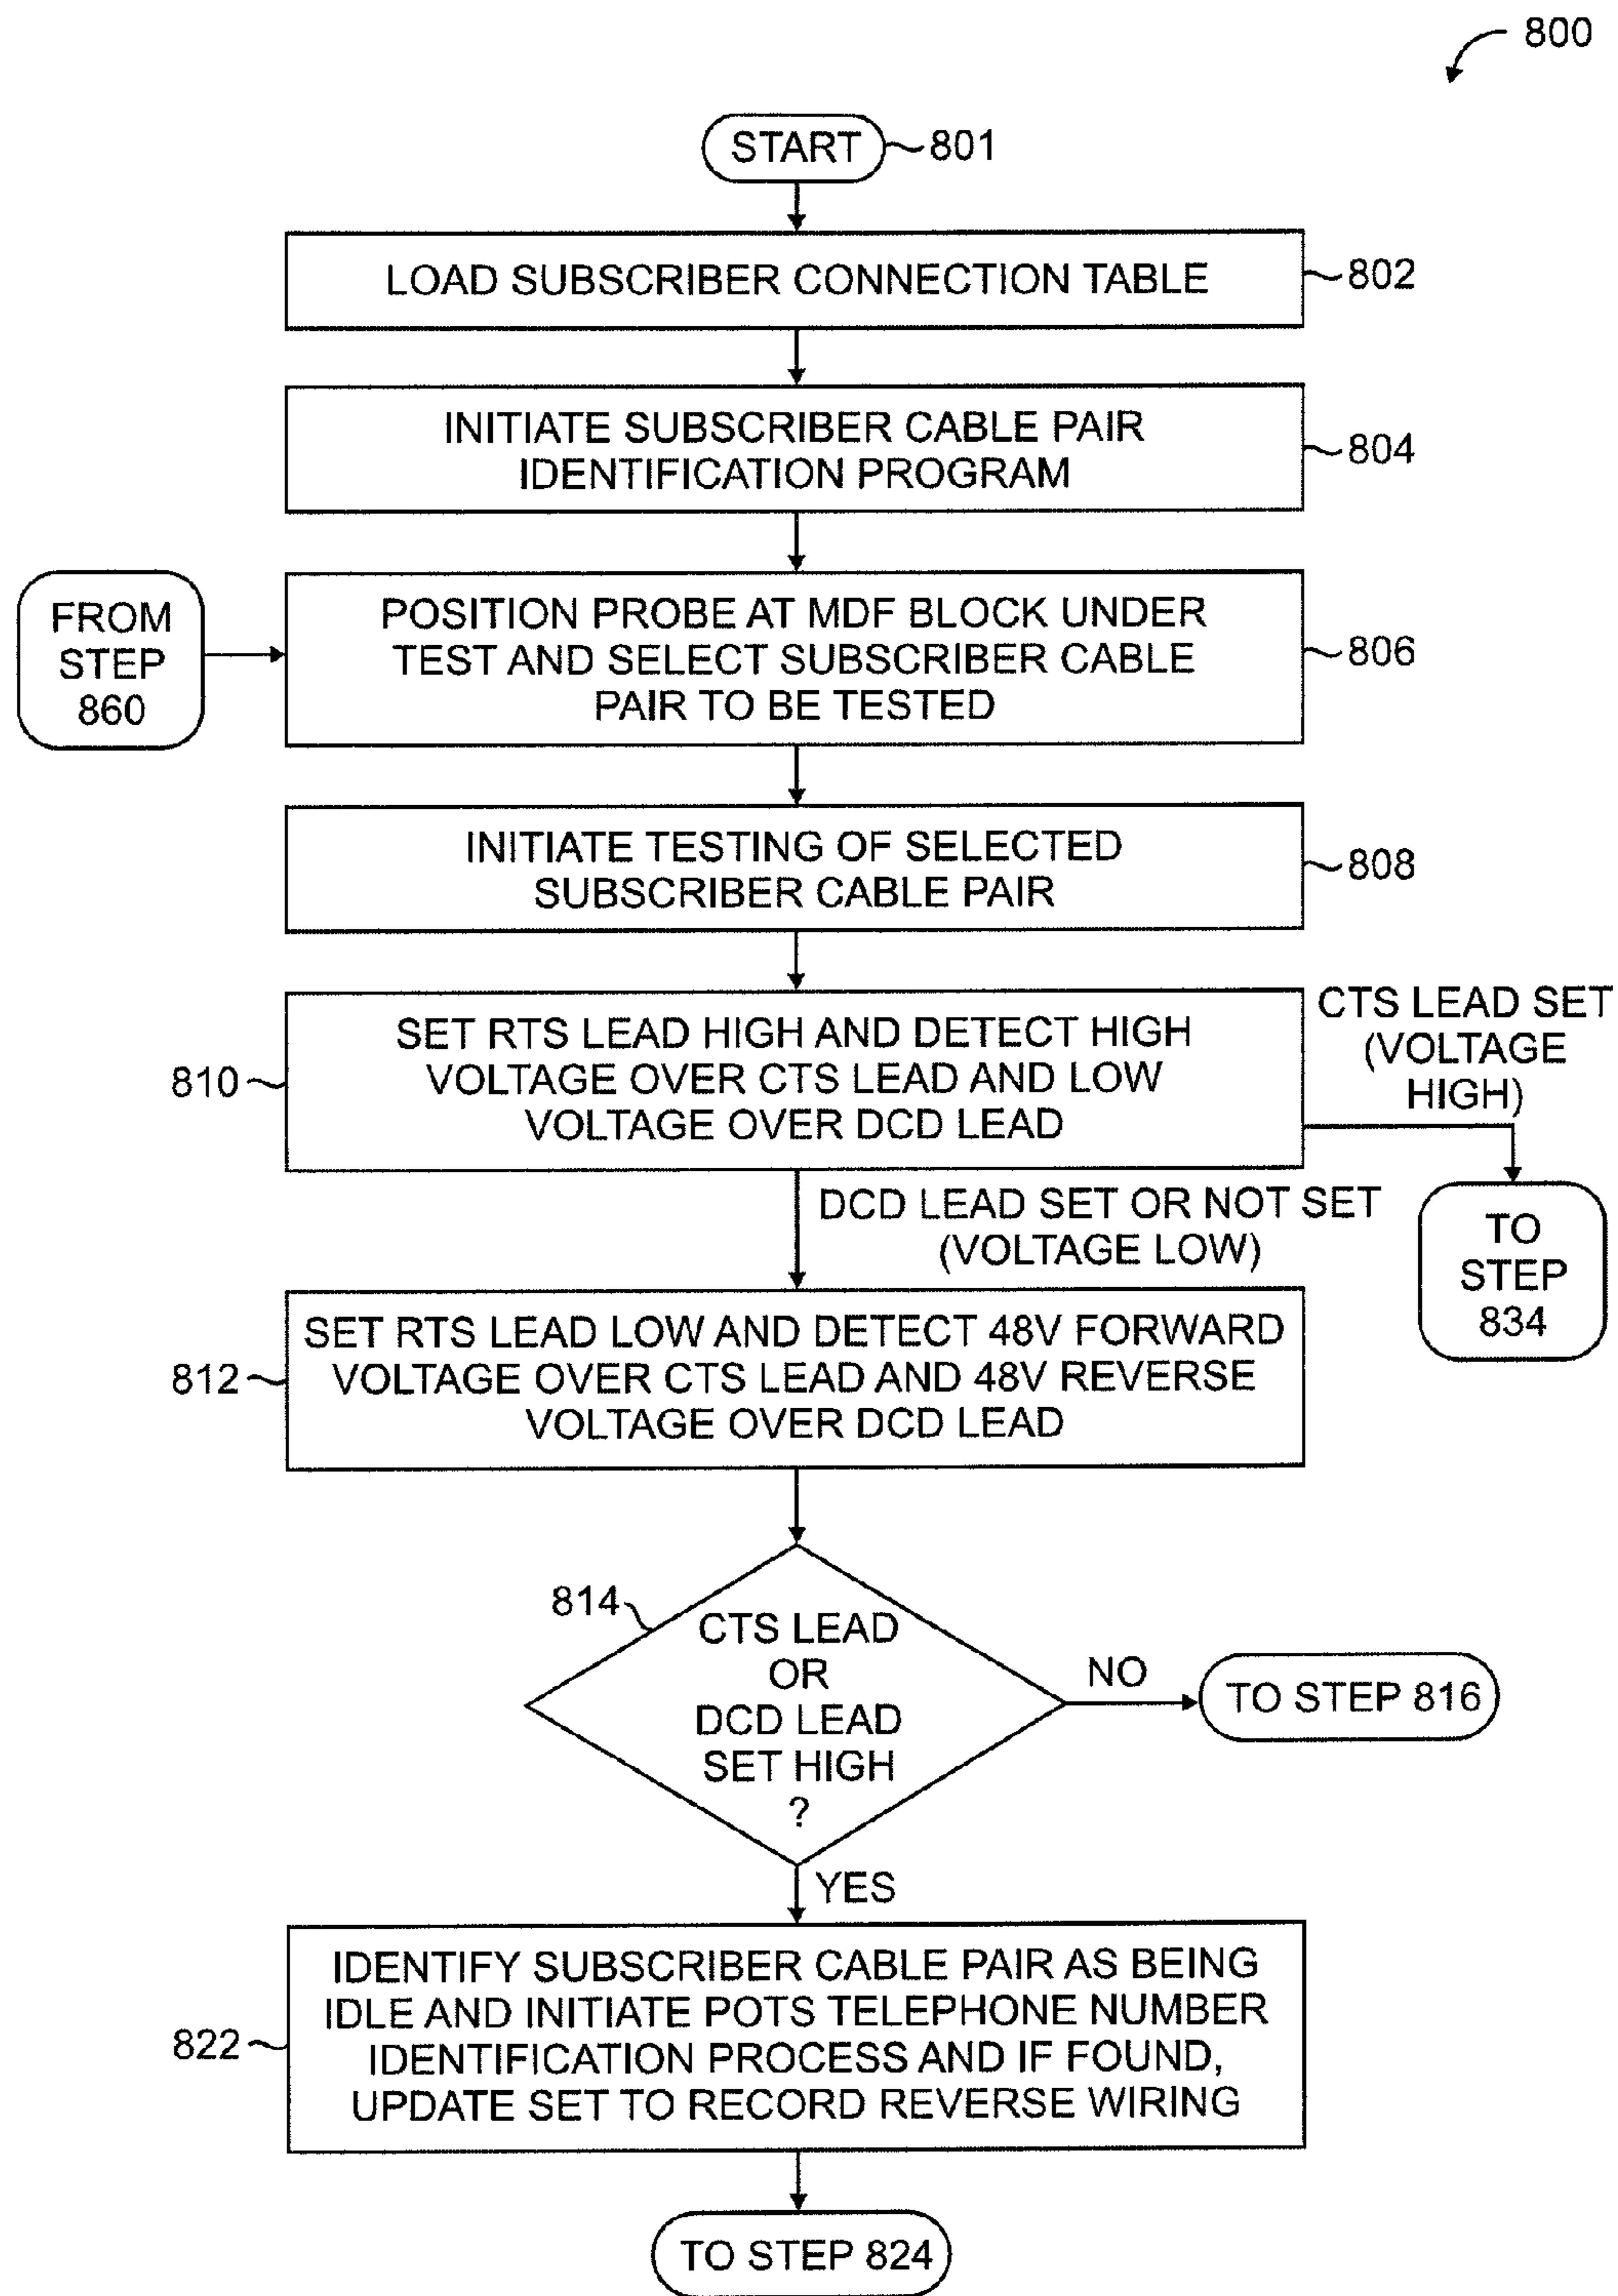 800
START
801
LOAD SUBSCRIBER CONNECTION TABLE
802
INITIATE SUBSCRIBER CABLE PAIR
IDENTIFICATION PROGRAM
804
FROM
STEP
860
POSITION PROBE AT MDF BLOCK UNDER
TEST AND SELECT SUBSCRIBER CABLE
PAIR TO BE TESTED
806
INITIATE TESTING OF SELECTED
SUBSCRIBER CABLE PAIR
808
810
SET RTS LEAD HIGH AND DETECT HIGH
VOLTAGE OVER CTS LEAD AND LOW
VOLTAGE OVER DCD LEAD
CTS LEAD SET
(VOLTAGE
HIGH)
TO
STEP
834
DCD LEAD SET OR NOT SET
(VOLTAGE LOW)
812
SET RTS LEAD LOW AND DETECT 48V FORWARD
VOLTAGE OVER CTS LEAD AND 48V REVERSE
VOLTAGE OVER DCD LEAD
814
CTS LEAD
OR
DCD LEAD
SET HIGH
?
NO
TO STEP 816
YES
822
IDENTIFY SUBSCRIBER CABLE PAIR AS BEING
IDLE AND INITIATE POTS TELEPHONE NUMBER
IDENTIFICATION PROCESS AND IF FOUND,
UPDATE SET TO RECORD REVERSE WIRING
TO STEP 824